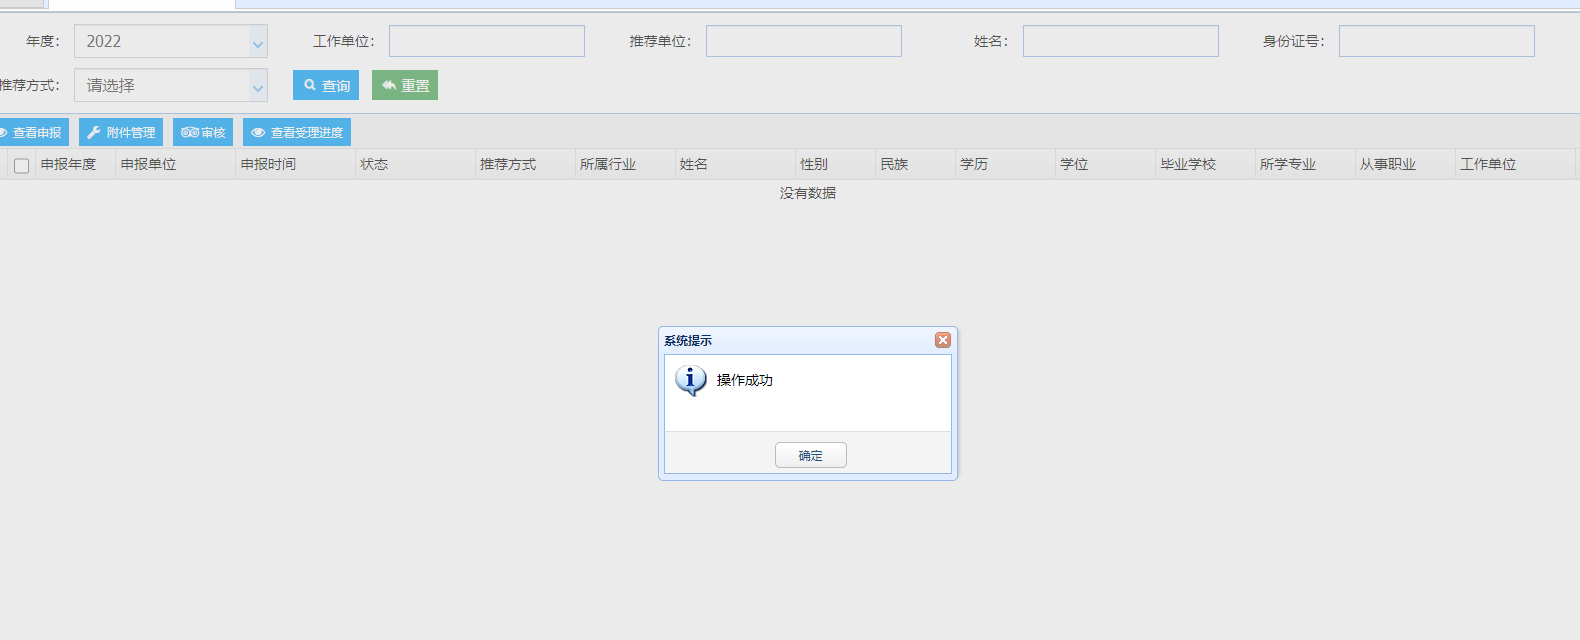 年度： 2022 工作单位： 推荐单位： 姓名： 身份证号：
推荐方式： 请选择 查询 重置
查看申报 附件管理 审核 查看受理进度
申报年度 申报单位 申报时间 状态 推荐方式 所属行业 姓名 性别 民族 学历 学位 毕业学校 所学专业 从事职业 工作单位
没有数据
系统提示
操作成功
确定